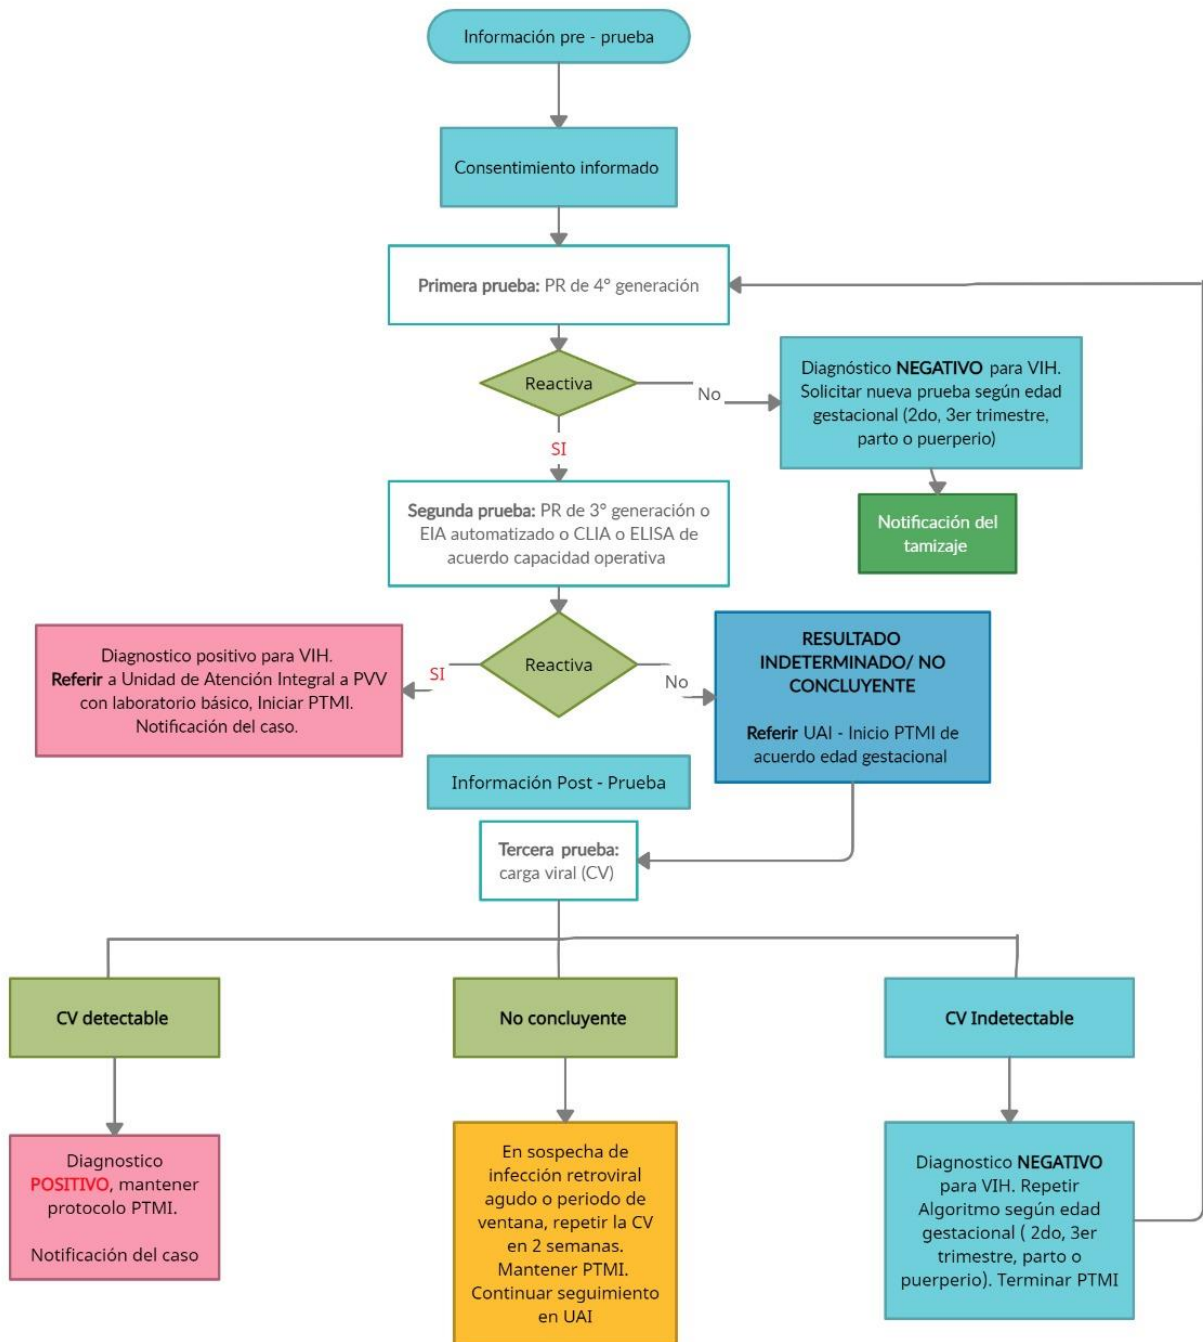 Información pre - prueba
Consentimiento informado
Primera prueba: PR de 4° generación
Reactiva
No
Diagnóstico NEGATIVO para VIH.
Solicitar nueva prueba según edad
gestacional (2do, 3er trimestre,
parto o puerperio)
SI
Notificación del
tamizaje
Segunda prueba: PR de 3° generación o
EIA automatizado o CLIA o ELISA de
acuerdo capacidad operativa
Reactiva
SI
No
Diagnostico positivo para VIH.
Referir a Unidad de Atención Integral a PVV
con laboratorio básico, Iniciar PTMI.
Notificación del caso.
RESULTADO
INDETERMINADO/ NO
CONCLUYENTE
Referir UAI - Inicio PTMI de
acuerdo edad gestacional
Información Post - Prueba
Tercera prueba:
carga viral (CV)
CV detectable
No concluyente
CV Indetectable
Diagnostico
POSITIVO, mantener
protocolo PTMI.
Notificación del caso
En sospecha de
infección retroviral
agudo o periodo de
ventana, repetir la CV
en 2 semanas.
Mantener PTMI.
Continuar seguimiento
en UAI
Diagnostico NEGATIVO
para VIH. Repetir
Algoritmo según edad
gestacional ( 2do, 3er
trimestre, parto o
puerperio). Terminar PTMI